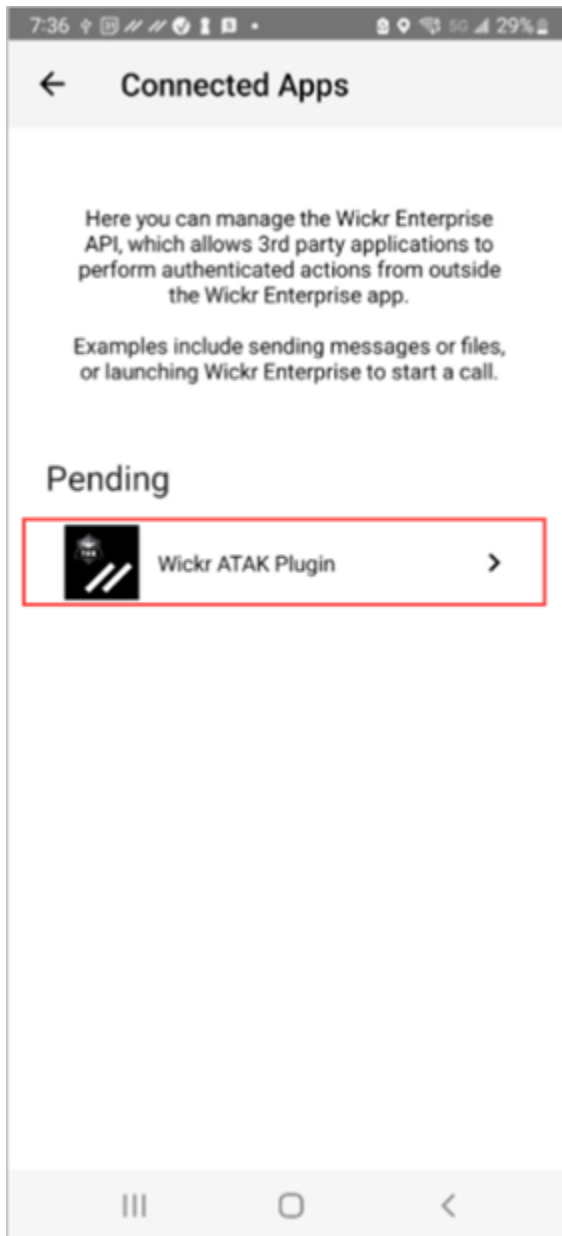 7:36 5G 29%
Connected Apps
Here you can manage the Wickr Enterprise
API, which allows 3rd party applications to
perform authenticated actions from outside
the Wickr Enterprise app.
Examples include sending messages or files,
or launching Wickr Enterprise to start a call.
Pending
Wickr ATAK Plugin